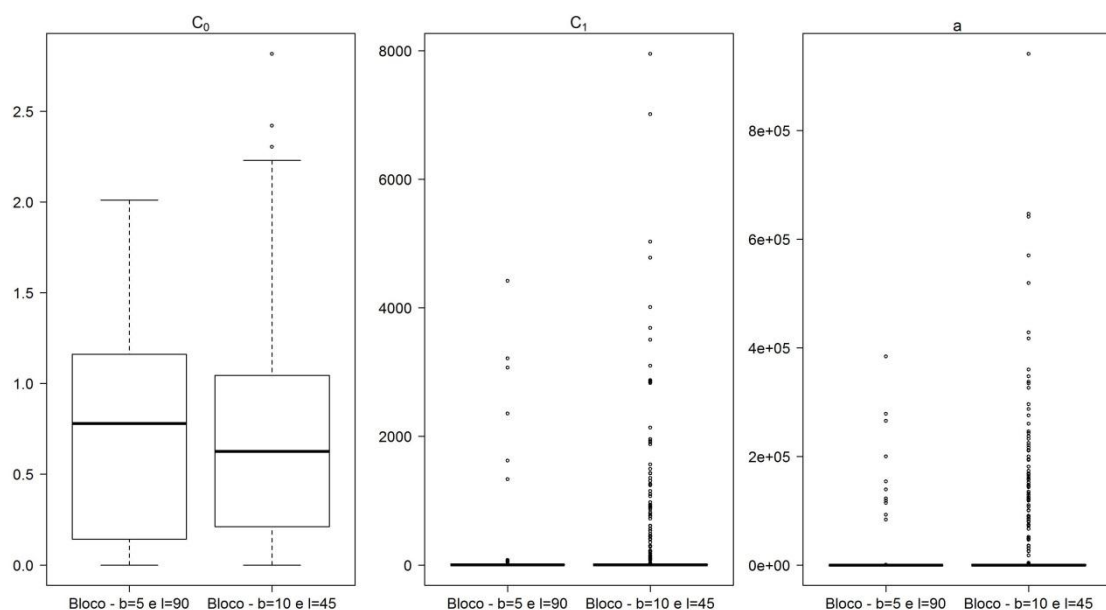 C₀
2.5
2.0
1.5
1.0
0.5
0.0
Bloco - b=5 e l=90 Bloco - b=10 e l=45
C₁
8000
6000
4000
2000
0
Bloco - b=5 e l=90 Bloco - b=10 e l=45
a
8e+05
6e+05
4e+05
2e+05
0e+00
Bloco - b=5 e l=90 Bloco - b=10 e l=45